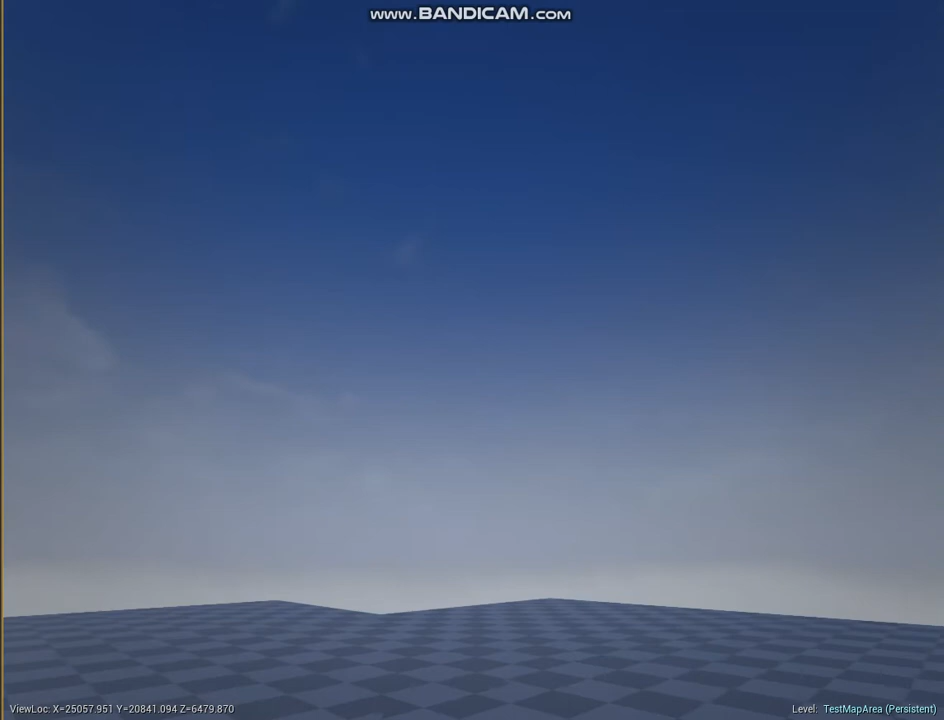 www.BANDICAM.com
ViewLoc: X=25057.951 Y=20841.094 Z=6479.870
Level: TestMapArea (Persistent)